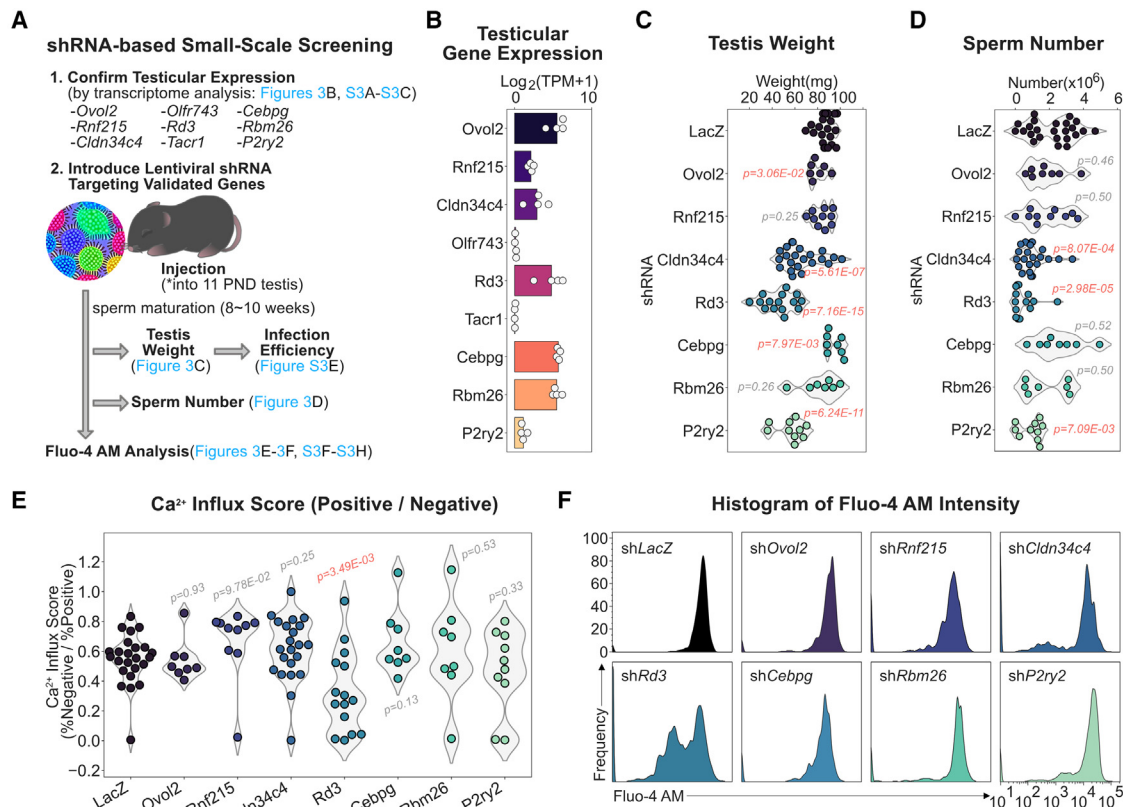 A
shRNA-based Small-Scale Screening
1. Confirm Testicular Expression
(by transcriptome analysis: Figures 3B, S3A-S3C)
-Ovol2 -Olfr743 -Cebpg
-Rnf215 -Rd3 -Rbm26
-Cldn34c4 -Tacr1 -P2ry2
2. Introduce Lentiviral shRNA
Targeting Validated Genes
Injection
(*into 11 PND testis)
sperm maturation (8~10 weeks)
Testis
Weight
(Figure 3C)
Infection
Efficiency
(Figure S3E)
Sperm Number (Figure 3D)
Fluo-4 AM Analysis(Figures 3E-3F, S3F-S3H)
B
Testicular
Gene Expression
Log2(TPM+1)
0 10
Ovol2
Rnf215
Cldn34c4
Olfr743
Rd3
Tacr1
Cebpg
Rbm26
P2ry2
C
Testis Weight
Weight(mg)
20 40 60 80 100
shRNA
LacZ
Ovol2
p=3.06E-02
Rnf215
p=0.25
Cldn34c4
p=5.61E-07
Rd3
p=7.16E-15
Cebpg
p=7.97E-03
Rbm26
p=0.26
P2ry2
p=6.24E-11
D
Sperm Number
Number(x10⁶)
0 2 4 6
shRNA
LacZ
Ovol2
p=0.46
Rnf215
p=0.50
Cldn34c4
p=8.07E-04
Rd3
p=2.98E-05
Cebpg
p=0.52
Rbm26
p=0.50
P2ry2
p=7.09E-03
E
Ca²⁺ Influx Score (Positive / Negative)
Ca²⁺ Influx Score
(%Negative / %Positive)
1.2
1.0
0.8
0.6
0.4
0.2
0.0
−0.2
p=0.93
p=9.78E-02
p=0.25
p=3.49E-03
p=0.13
p=0.53
p=0.33
LacZ
Ovol2
Rnf215
ldn34c4
Rd3
Cebpg
Rbm26
P2ry2
F
Histogram of Fluo-4 AM Intensity
100
80
60
40
20
0
shLacZ
shOvol2
shRnf215
shCldn34c4
shRd3
shCebpg
shRbm26
shP2ry2
Frequency
Fluo-4 AM
10¹ 10² 10³ 10⁴ 10⁵